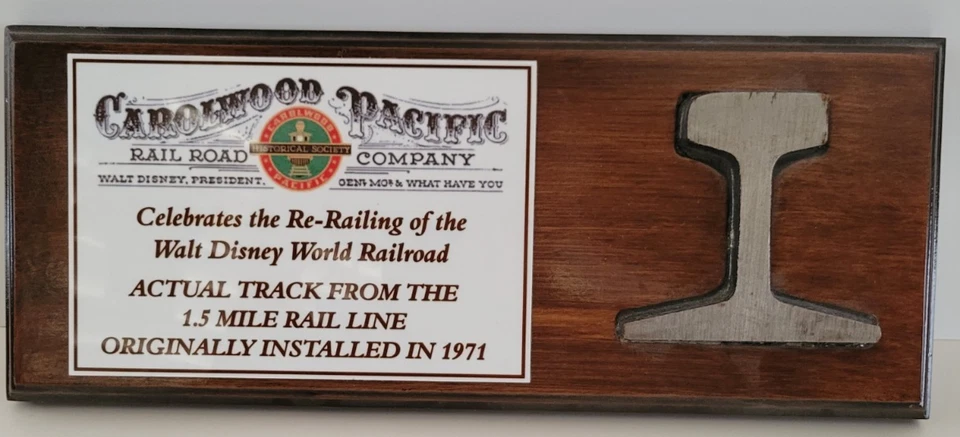 CAROLWOOD PACIFIC
CAROLWOOD
HISTORICAL SOCIETY
PACIFIC
RAIL ROAD COMPANY
WALT DISNEY, PRESIDENT. GENL MGR & WHAT HAVE YOU
Celebrates the Re-Railing of the
Walt Disney World Railroad
ACTUAL TRACK FROM THE
1.5 MILE RAIL LINE
ORIGINALLY INSTALLED IN 1971